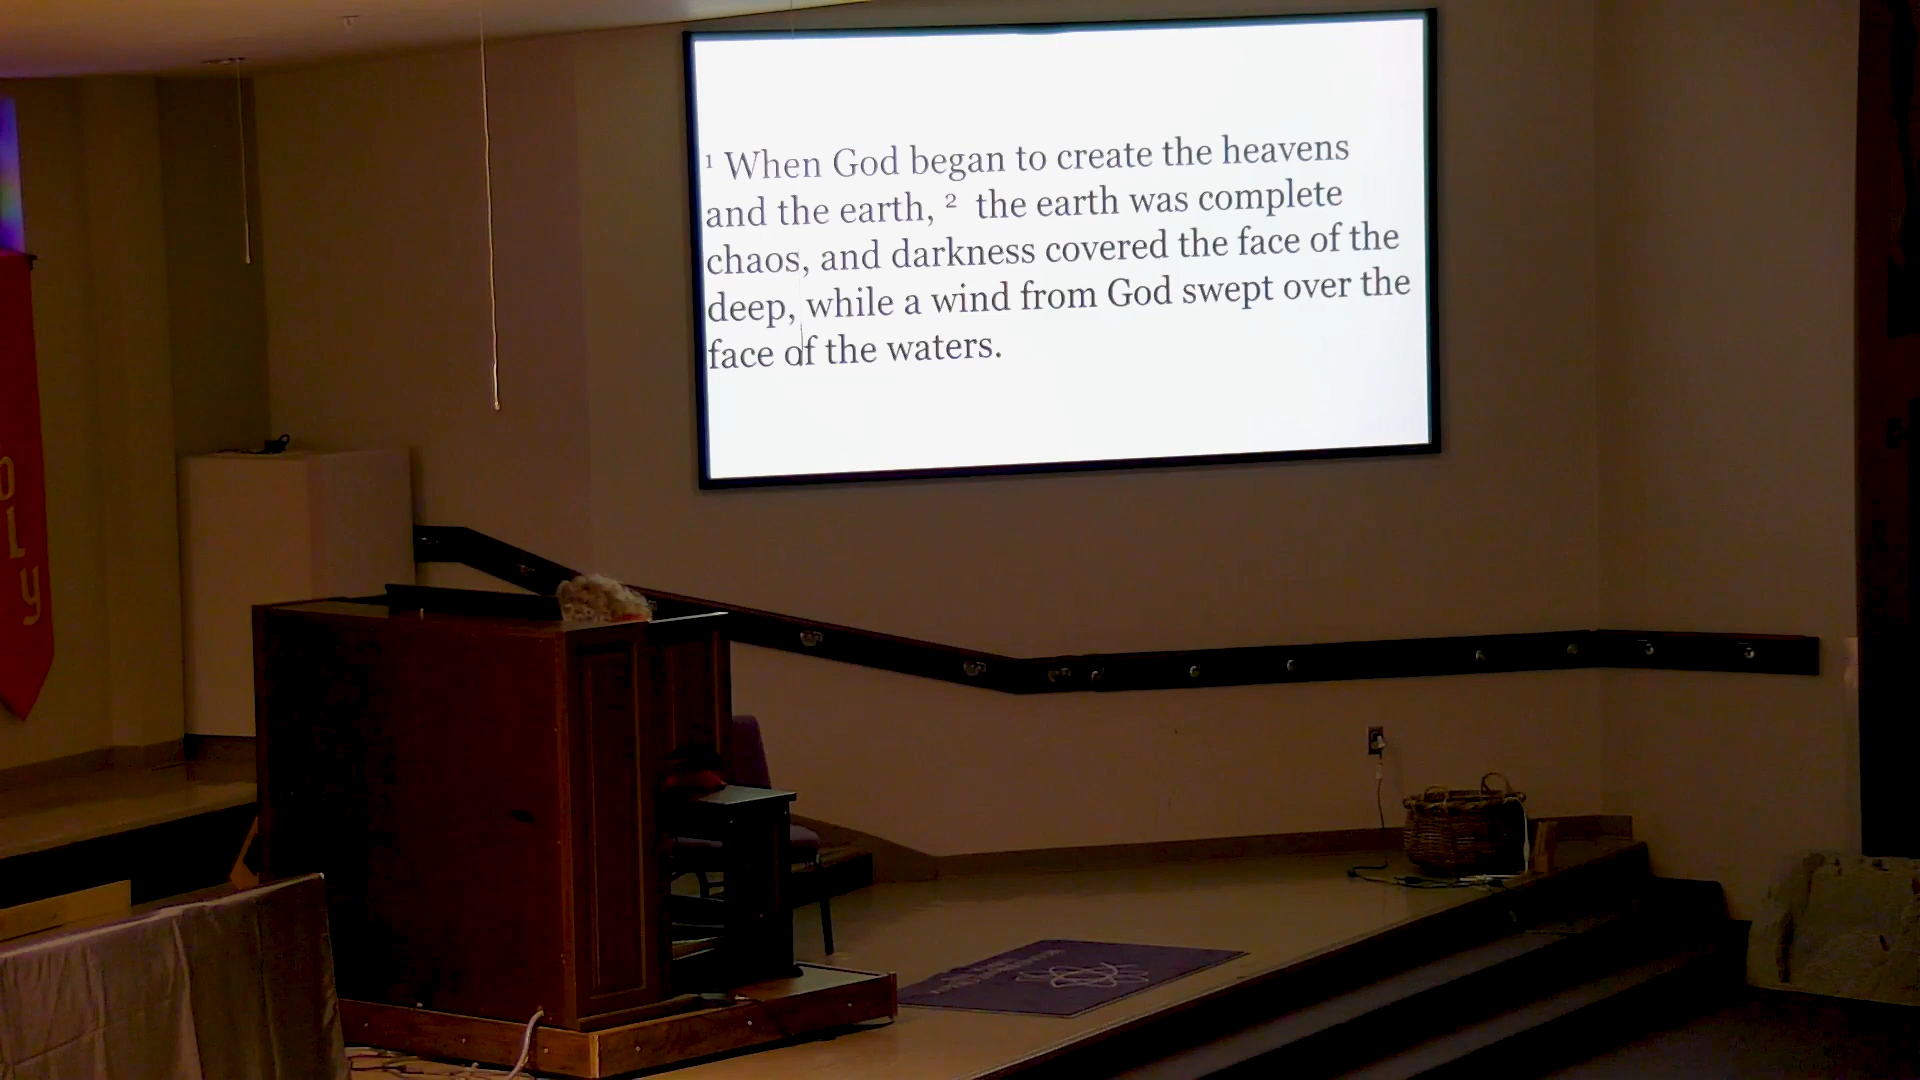 ¹ When God began to create the heavens
and the earth, ² the earth was complete
chaos, and darkness covered the face of the
deep, while a wind from God swept over the
face of the waters.
oly